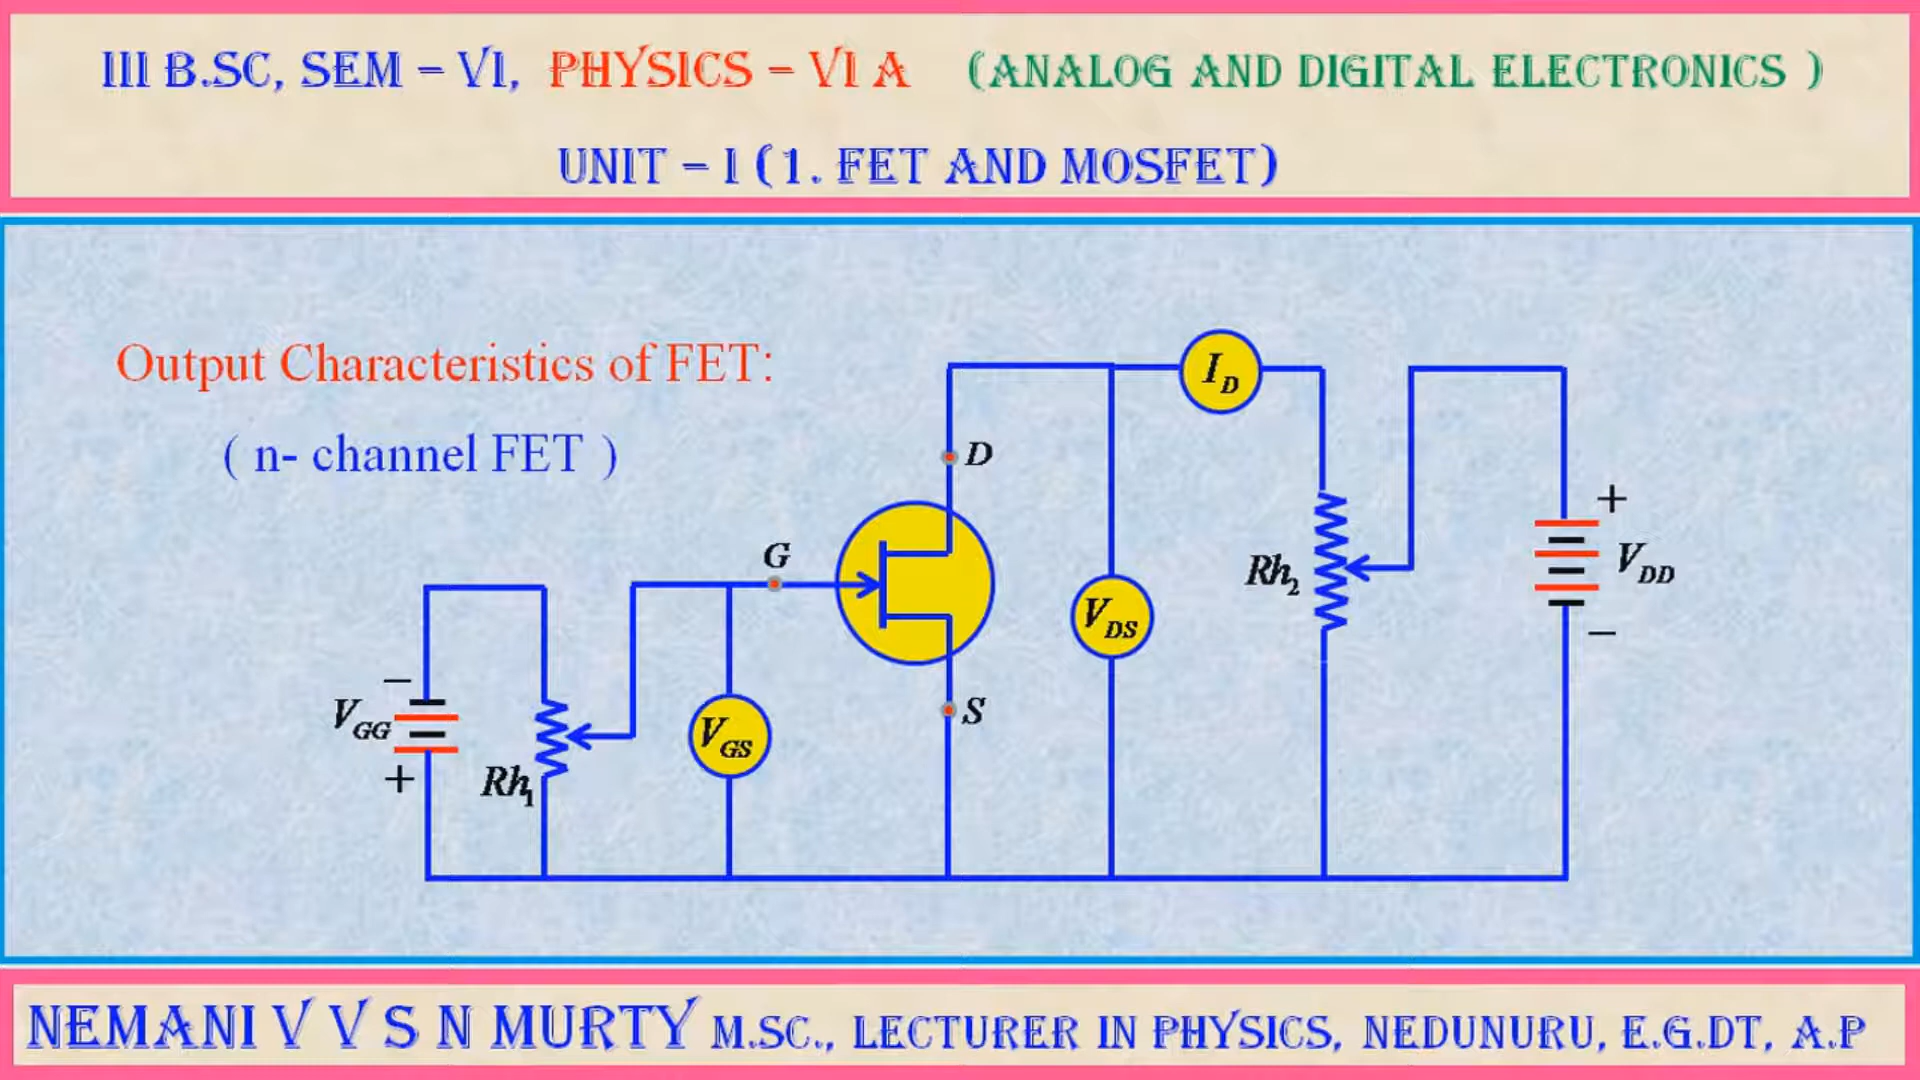 III B.SC, SEM – VI, PHYSICS – VI A (ANALOG AND DIGITAL ELECTRONICS )
UNIT – I (1. FET AND MOSFET)
Output Characteristics of FET:
( n- channel FET )
I_D
D
G
S
V_GS
V_DS
Rh_1
Rh_2
−
V_GG
+
+
V_DD
−
NEMANI V V S N MURTY M.SC., LECTURER IN PHYSICS, NEDUNURU, E.G.DT, A.P